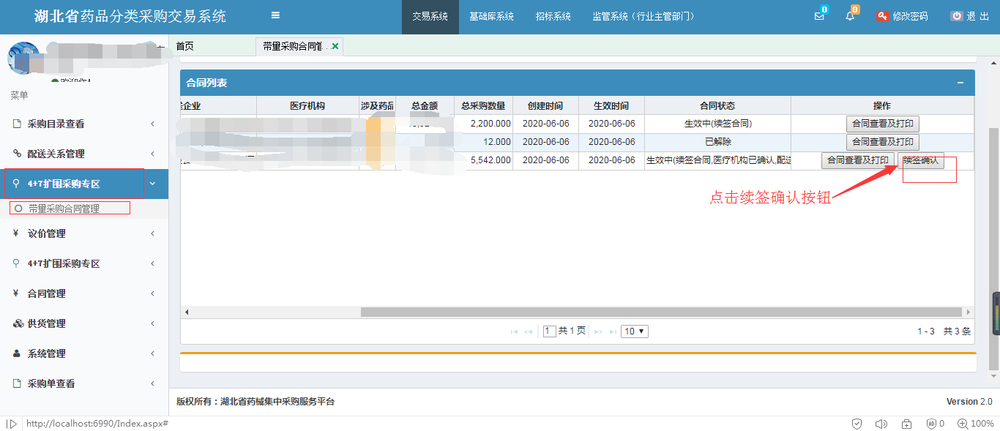 湖北省药品分类采购交易系统
交易系统 基础库系统 招标系统 监管系统（行业主管部门）
0 0 修改密码 退 出
首页 带量采购合同管
欢迎你!
菜单
采购目录查看
配送关系管理
4+7扩围采购专区
带量采购合同管理
议价管理
4+7扩围采购专区
合同管理
供货管理
系统管理
采购单查看
合同列表
企业 医疗机构 涉及药品 总金额 总采购数量 创建时间 生效时间 合同状态 操作
2,200.000 2020-06-06 2020-06-06 生效中(续签合同) 合同查看及打印
12.000 2020-06-06 2020-06-06 已解除 合同查看及打印
5,542.000 2020-06-06 2020-06-06 生效中(续签合同,医疗机构已确认,配送 合同查看及打印 续签确认
点击续签确认按钮
1 共 1 页 10 1 - 3 共 3 条
版权所有：湖北省药械集中采购服务平台 Version 2.0
http://localhost:6990/Index.aspx# 0 100%